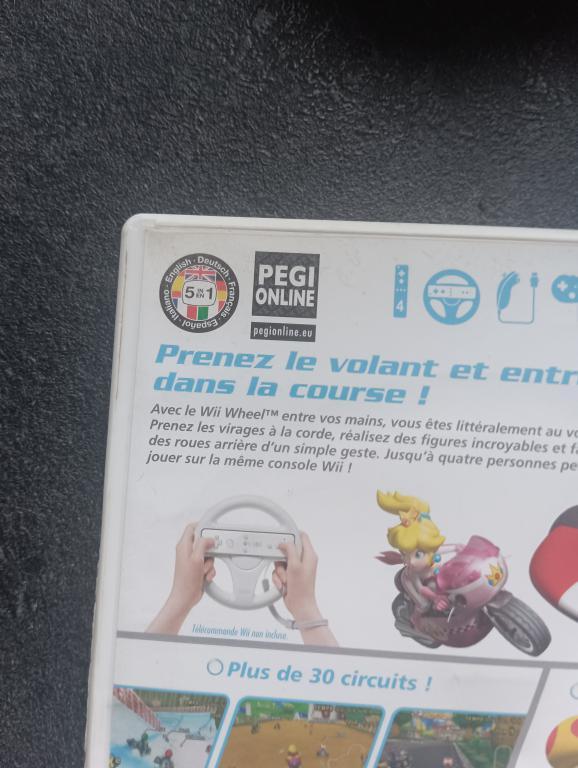 English · Deutsch · Français · Español · Italiano ·
5 IN EN 1
PEGI
ONLINE
pegionline.eu
4
Prenez le volant et entr
dans la course !
Avec le Wii Wheel™ entre vos mains, vous êtes littéralement au vo
Prenez les virages à la corde, réalisez des figures incroyables et f
des roues arrière d'un simple geste. Jusqu'à quatre personnes pe
jouer sur la même console Wii !
Télécommande Wii non incluse.
Plus de 30 circuits !